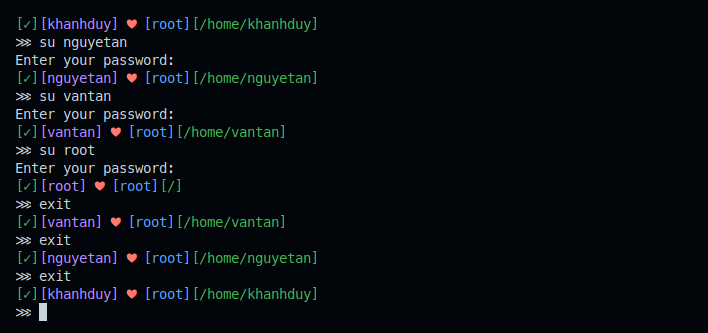 [✓][khanhduy] ♥ [root][/home/khanhduy]
⋙ su nguyetan
Enter your password:
[✓][nguyetan] ♥ [root][/home/nguyetan]
⋙ su vantan
Enter your password:
[✓][vantan] ♥ [root][/home/vantan]
⋙ su root
Enter your password:
[✓][root] ♥ [root][/]
⋙ exit
[✓][vantan] ♥ [root][/home/vantan]
⋙ exit
[✓][nguyetan] ♥ [root][/home/nguyetan]
⋙ exit
[✓][khanhduy] ♥ [root][/home/khanhduy]
⋙